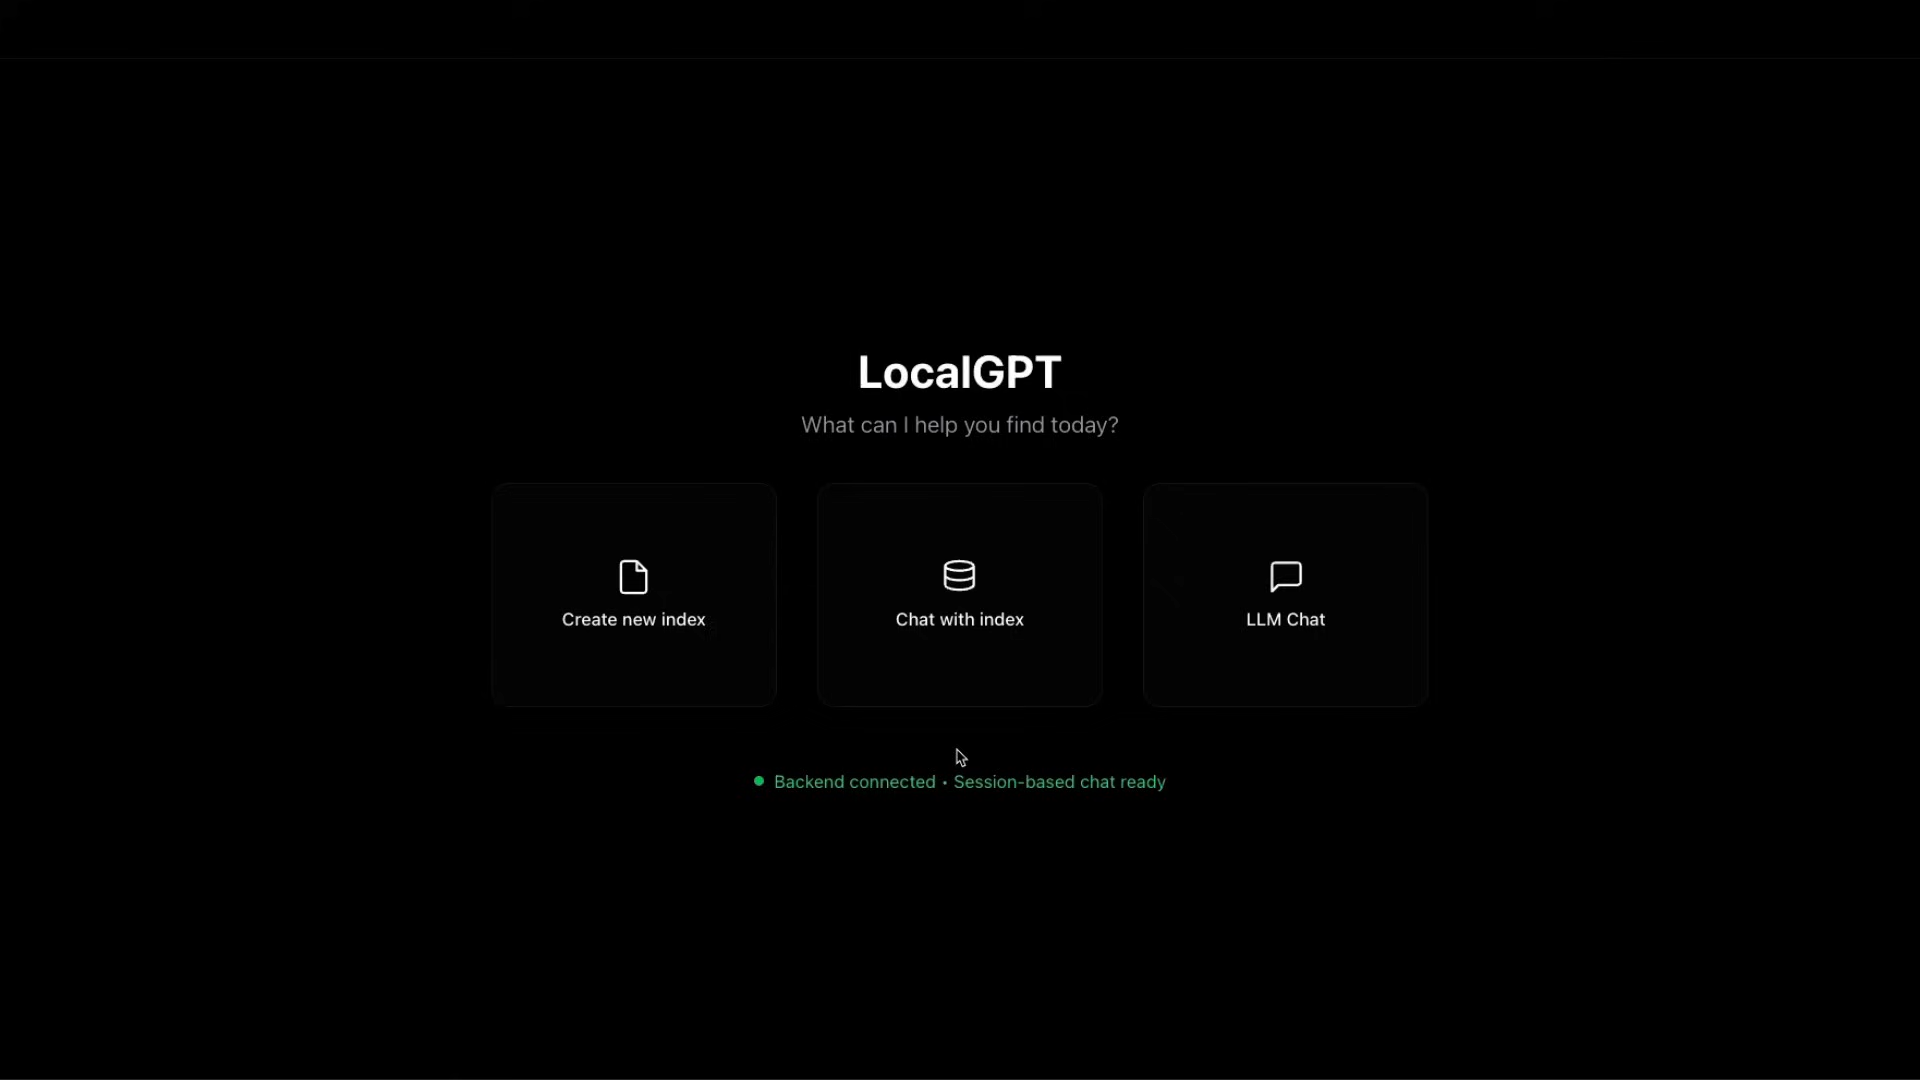 LocalGPT
What can I help you find today?
Create new index
Chat with index
LLM Chat
Backend connected • Session-based chat ready